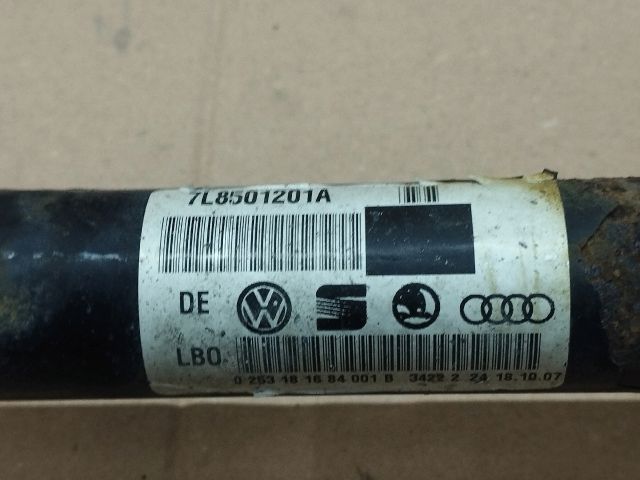 7L8501201A
DE
LBO
0 253 18 16 84 001 B 3422 2 24 18.10.07